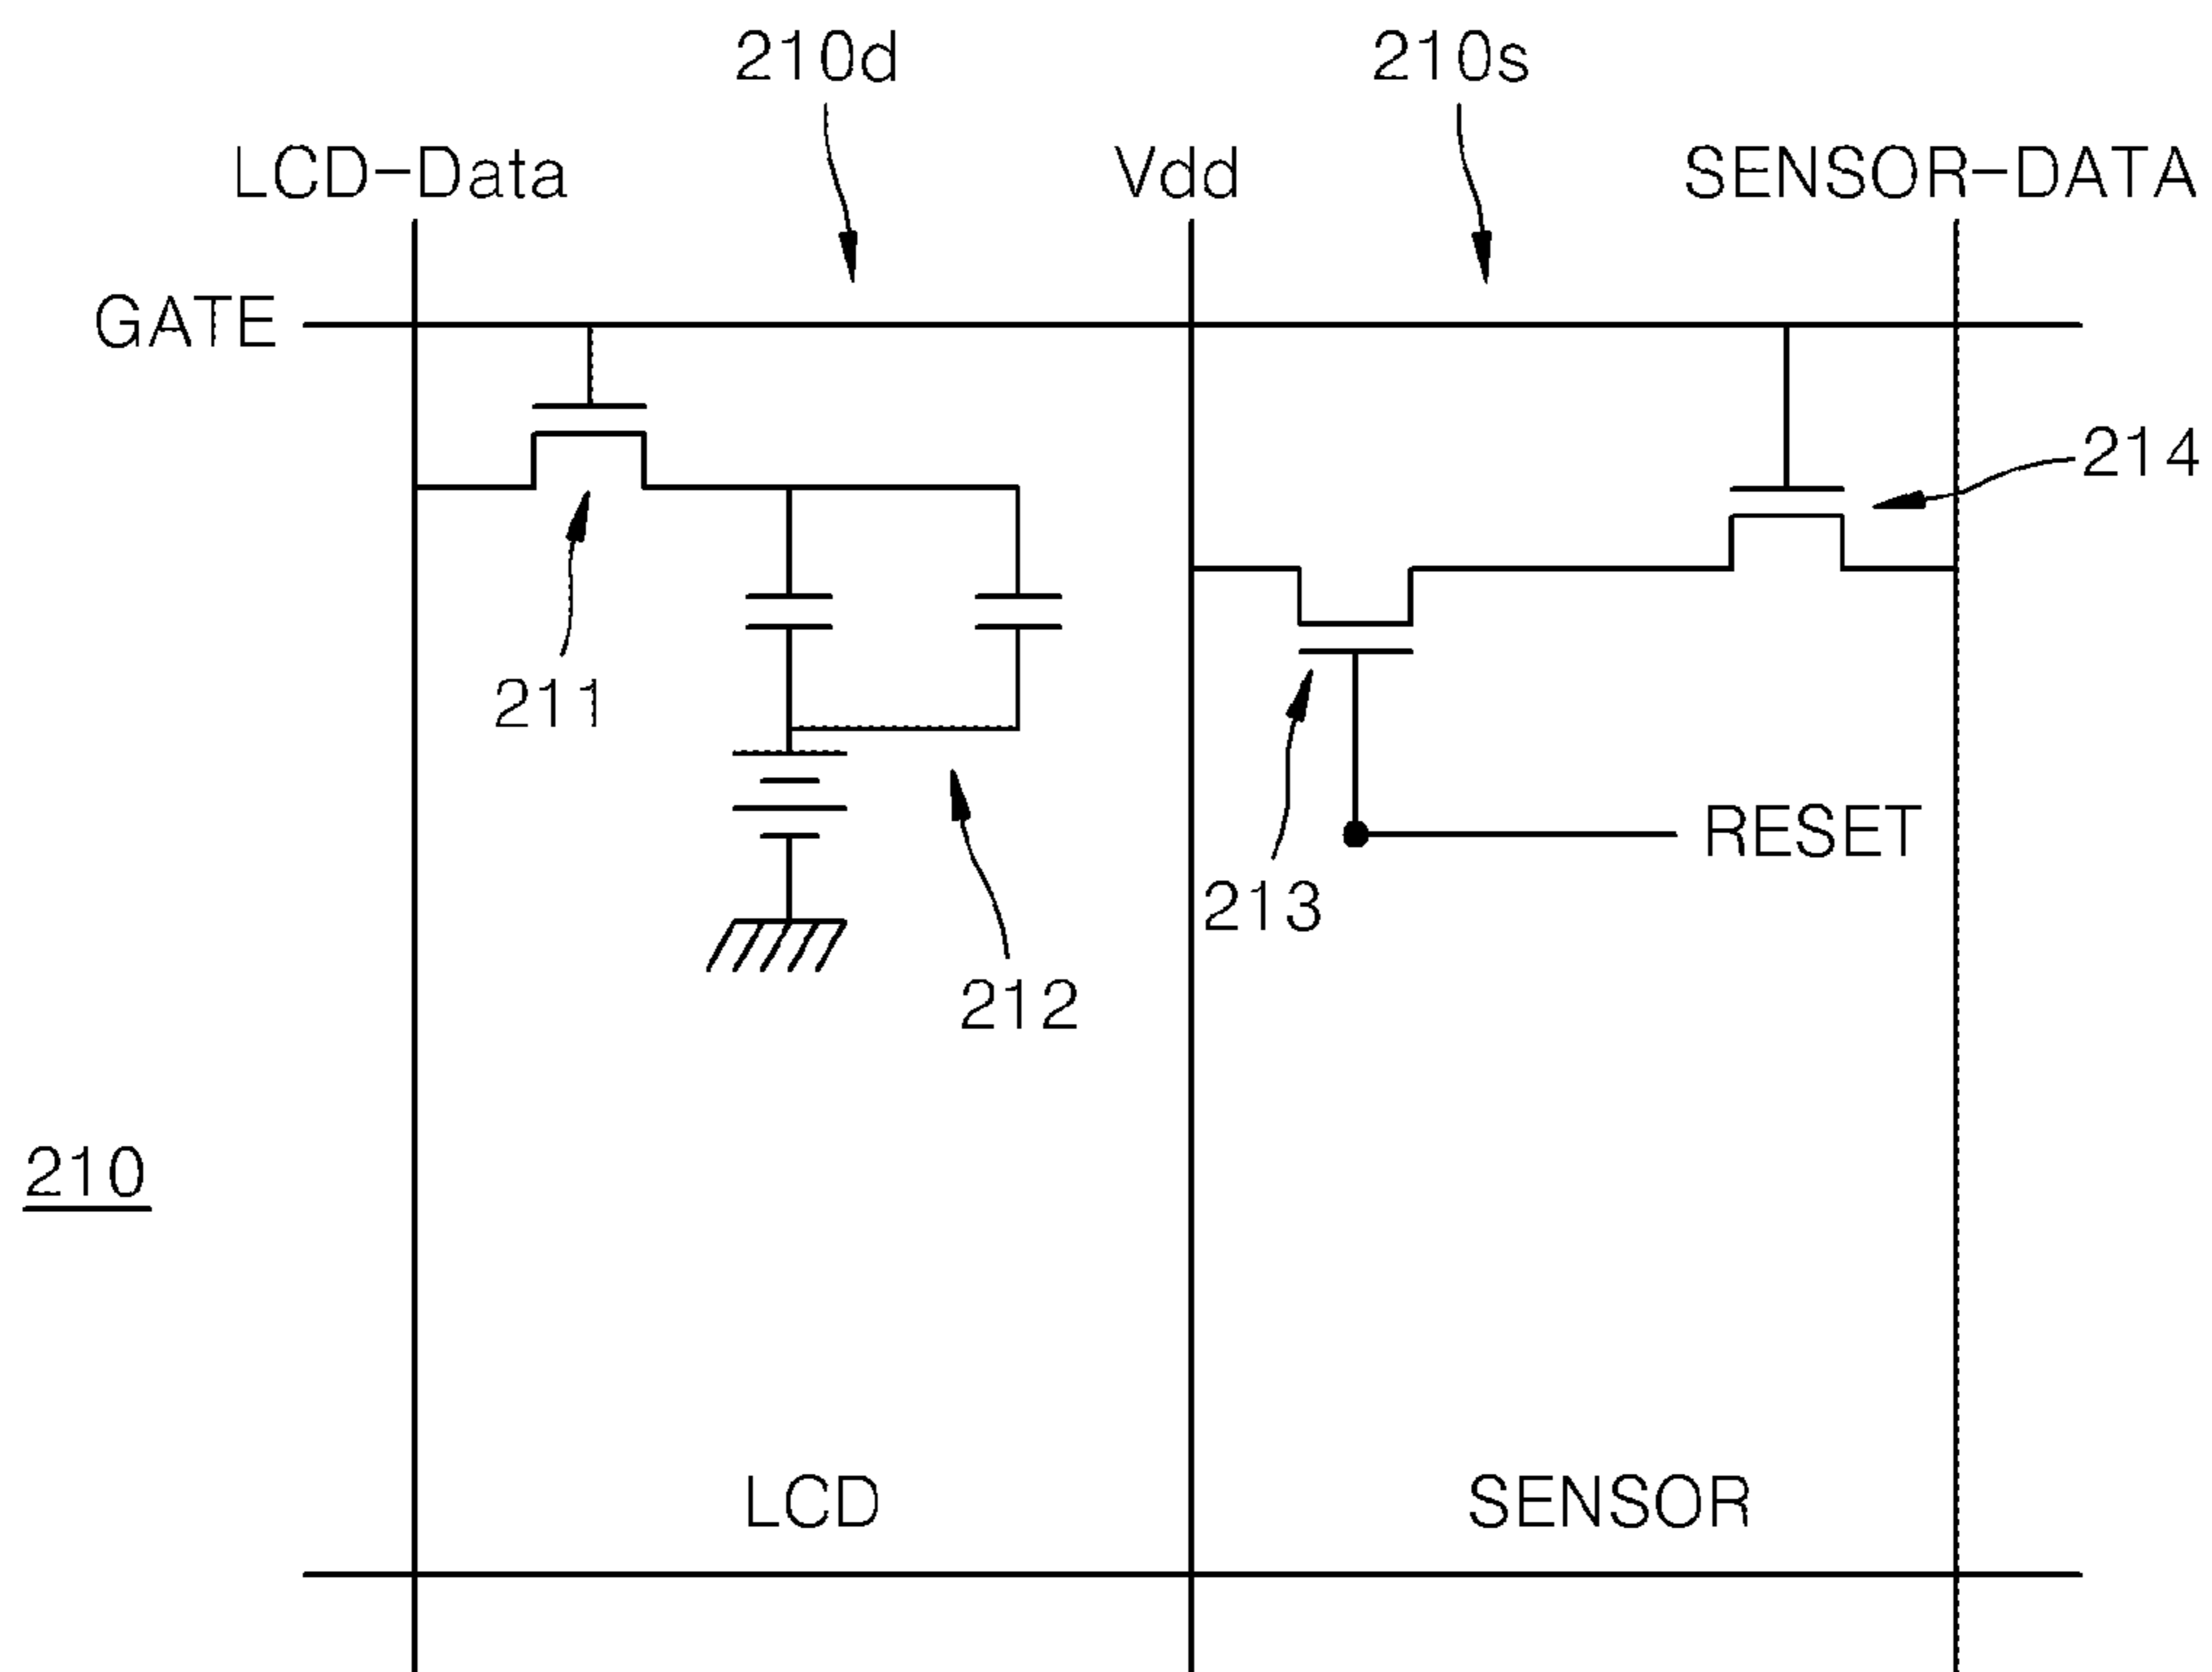 210d
210s
LCD-Data
Vdd
SENSOR-DATA
GATE
214
211
RESET
213
212
210
LCD
SENSOR